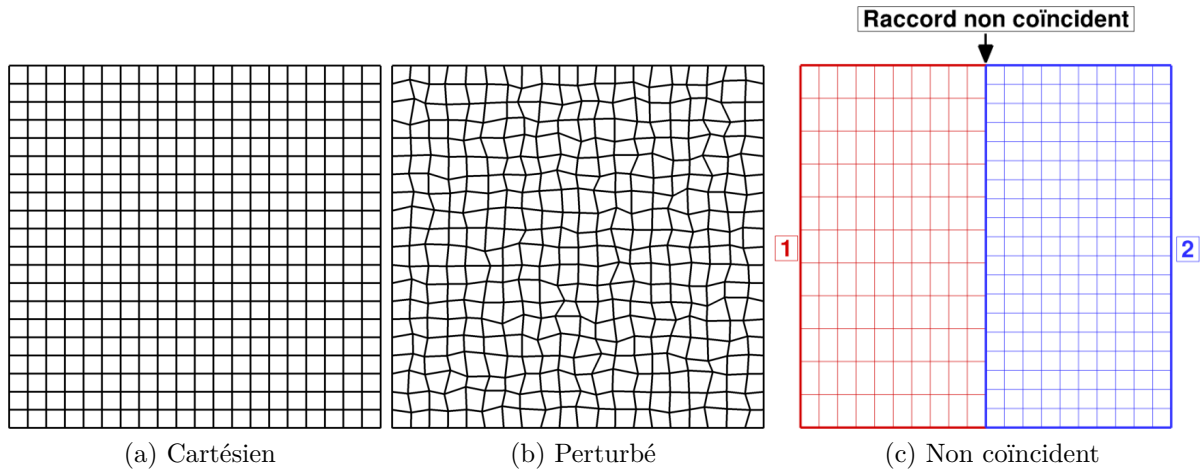 Raccord non coïncident
1
2
(a) Cartésien
(b) Perturbé
(c) Non coïncident